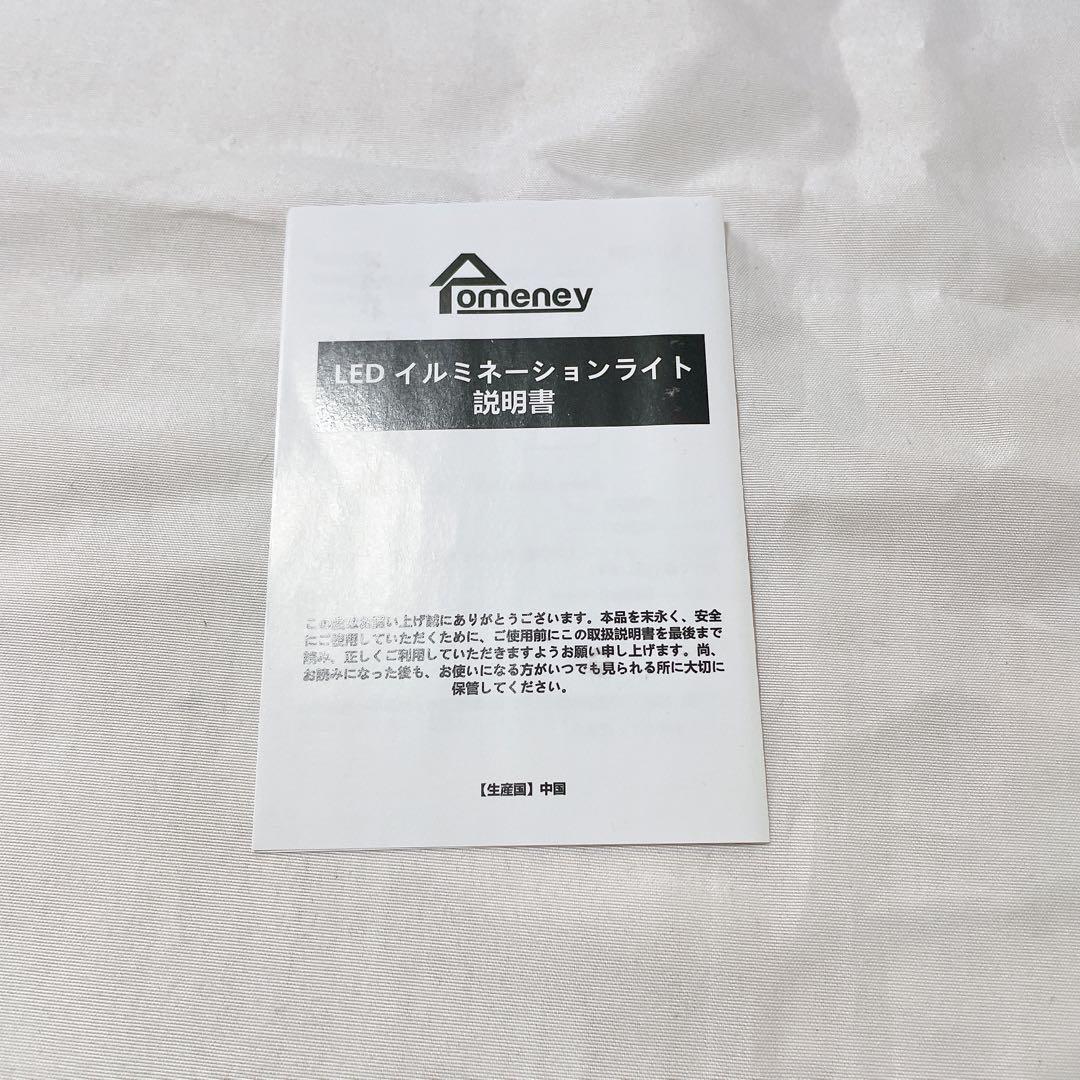 Pomeney
LED イルミネーションライト
説明書
この度はお買い上げ誠にありがとうございます。本品を末永く、安全
にご使用していただくために、ご使用前にこの取扱説明書を最後まで
読み、正しくご利用していただきますようお願い申し上げます。尚、
お読みになった後も、お使いになる方がいつでも見られる所に大切に
保管してください。
【生産国】中国